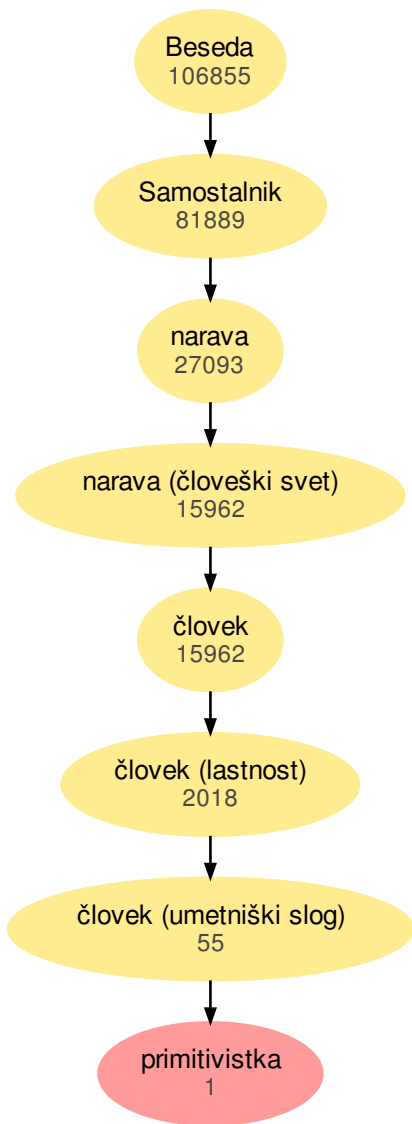 Beseda
106855
Samostalnik
81889
narava
27093
narava (človeški svet)
15962
človek
15962
človek (lastnost)
2018
človek (umetniški slog)
55
primitivistka
1